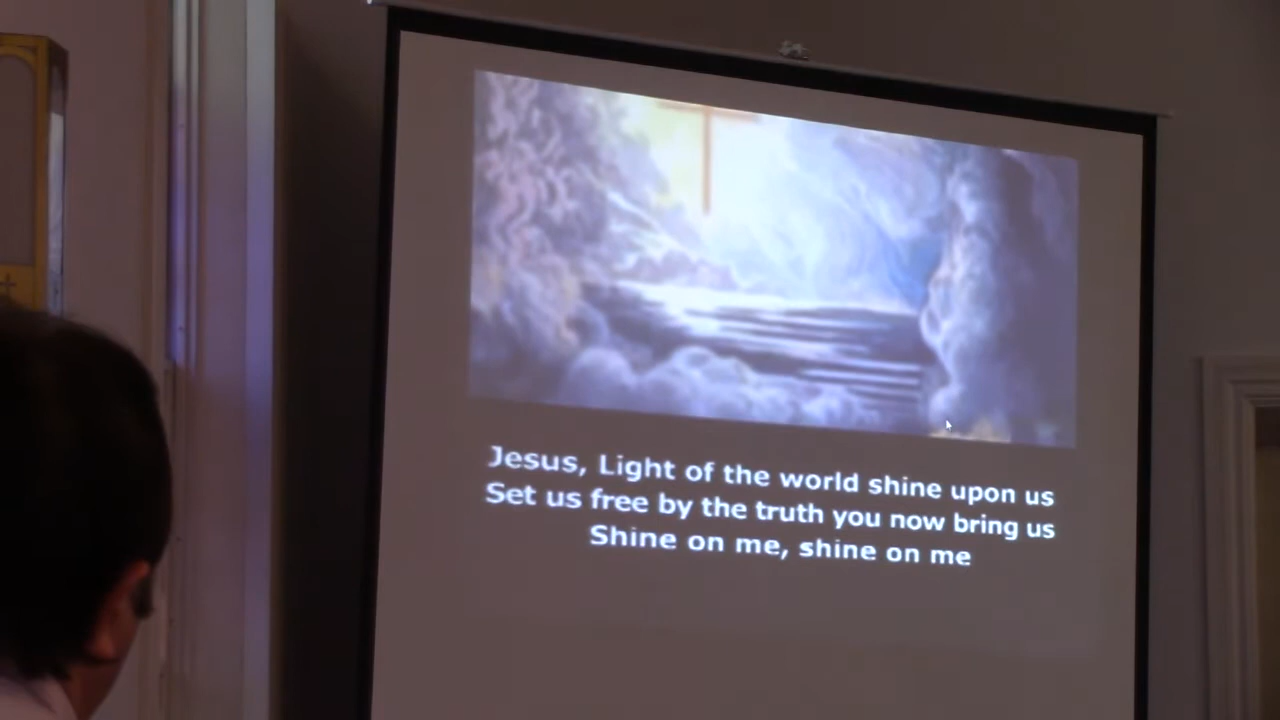 Jesus, Light of the world shine upon us
Set us free by the truth you now bring us
Shine on me, shine on me